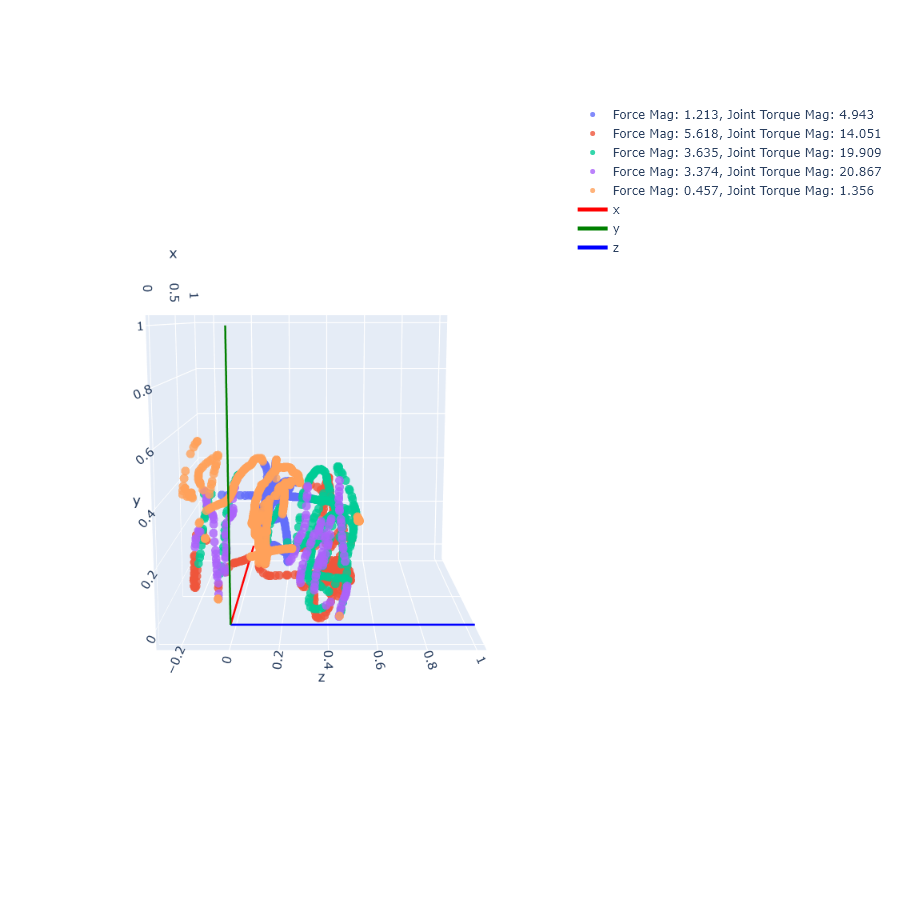 Force Mag: 1.213, Joint Torque Mag: 4.943
Force Mag: 5.618, Joint Torque Mag: 14.051
Force Mag: 3.635, Joint Torque Mag: 19.909
Force Mag: 3.374, Joint Torque Mag: 20.867
Force Mag: 0.457, Joint Torque Mag: 1.356
x
y
z
x
0
0.5
1
1
0.8
0.6
y
0.4
0.2
0
−0.2
0
0.2
0.4
0.6
0.8
1
z